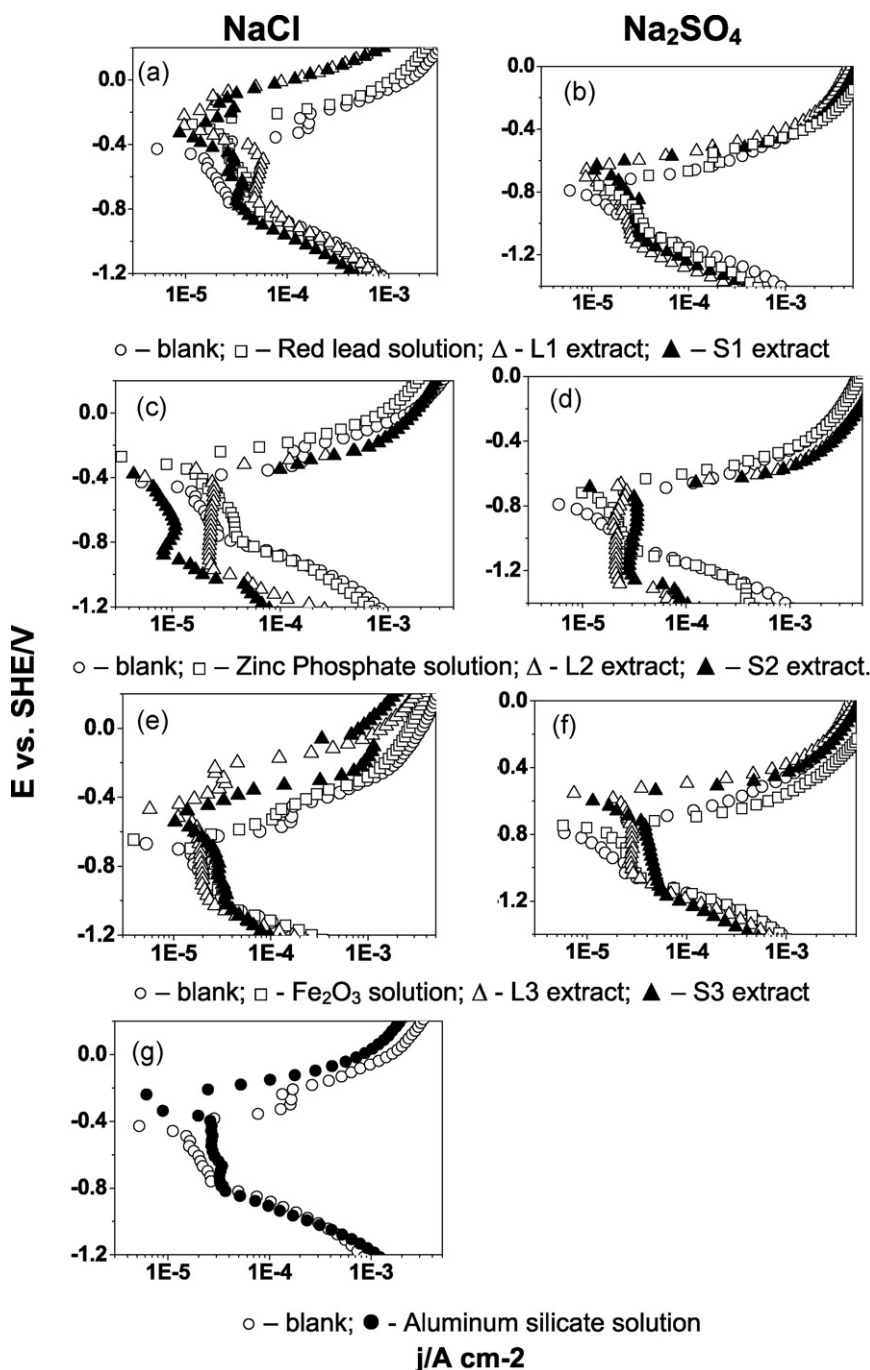 NaCl Na₂SO₄
(a) (b)
0.0 0.0
-0.4 -0.4
-0.8 -0.8
-1.2 -1.2
1E-5 1E-4 1E-3 1E-5 1E-4 1E-3
○ – blank; □ – Red lead solution; Δ - L1 extract; ▲ – S1 extract
(c) (d)
0.0 0.0
-0.4 -0.4
-0.8 -0.8
-1.2 -1.2
1E-5 1E-4 1E-3 1E-5 1E-4 1E-3
○ – blank; □ – Zinc Phosphate solution; Δ – L2 extract; ▲ – S2 extract.
E vs. SHE/V
(e) (f)
0.0 0.0
-0.4 0.4
-0.8 0.8
-1.2 1.2
1E-5 1E-4 1E-3 1E-5 1E-4 1E-3
○ – blank; □ - Fe₂O₃ solution; Δ - L3 extract; ▲ – S3 extract
(g)
0.0
-0.4
-0.8
-1.2
1E-5 1E-4 1E-3
○ – blank; ● - Aluminum silicate solution
j/A cm-2